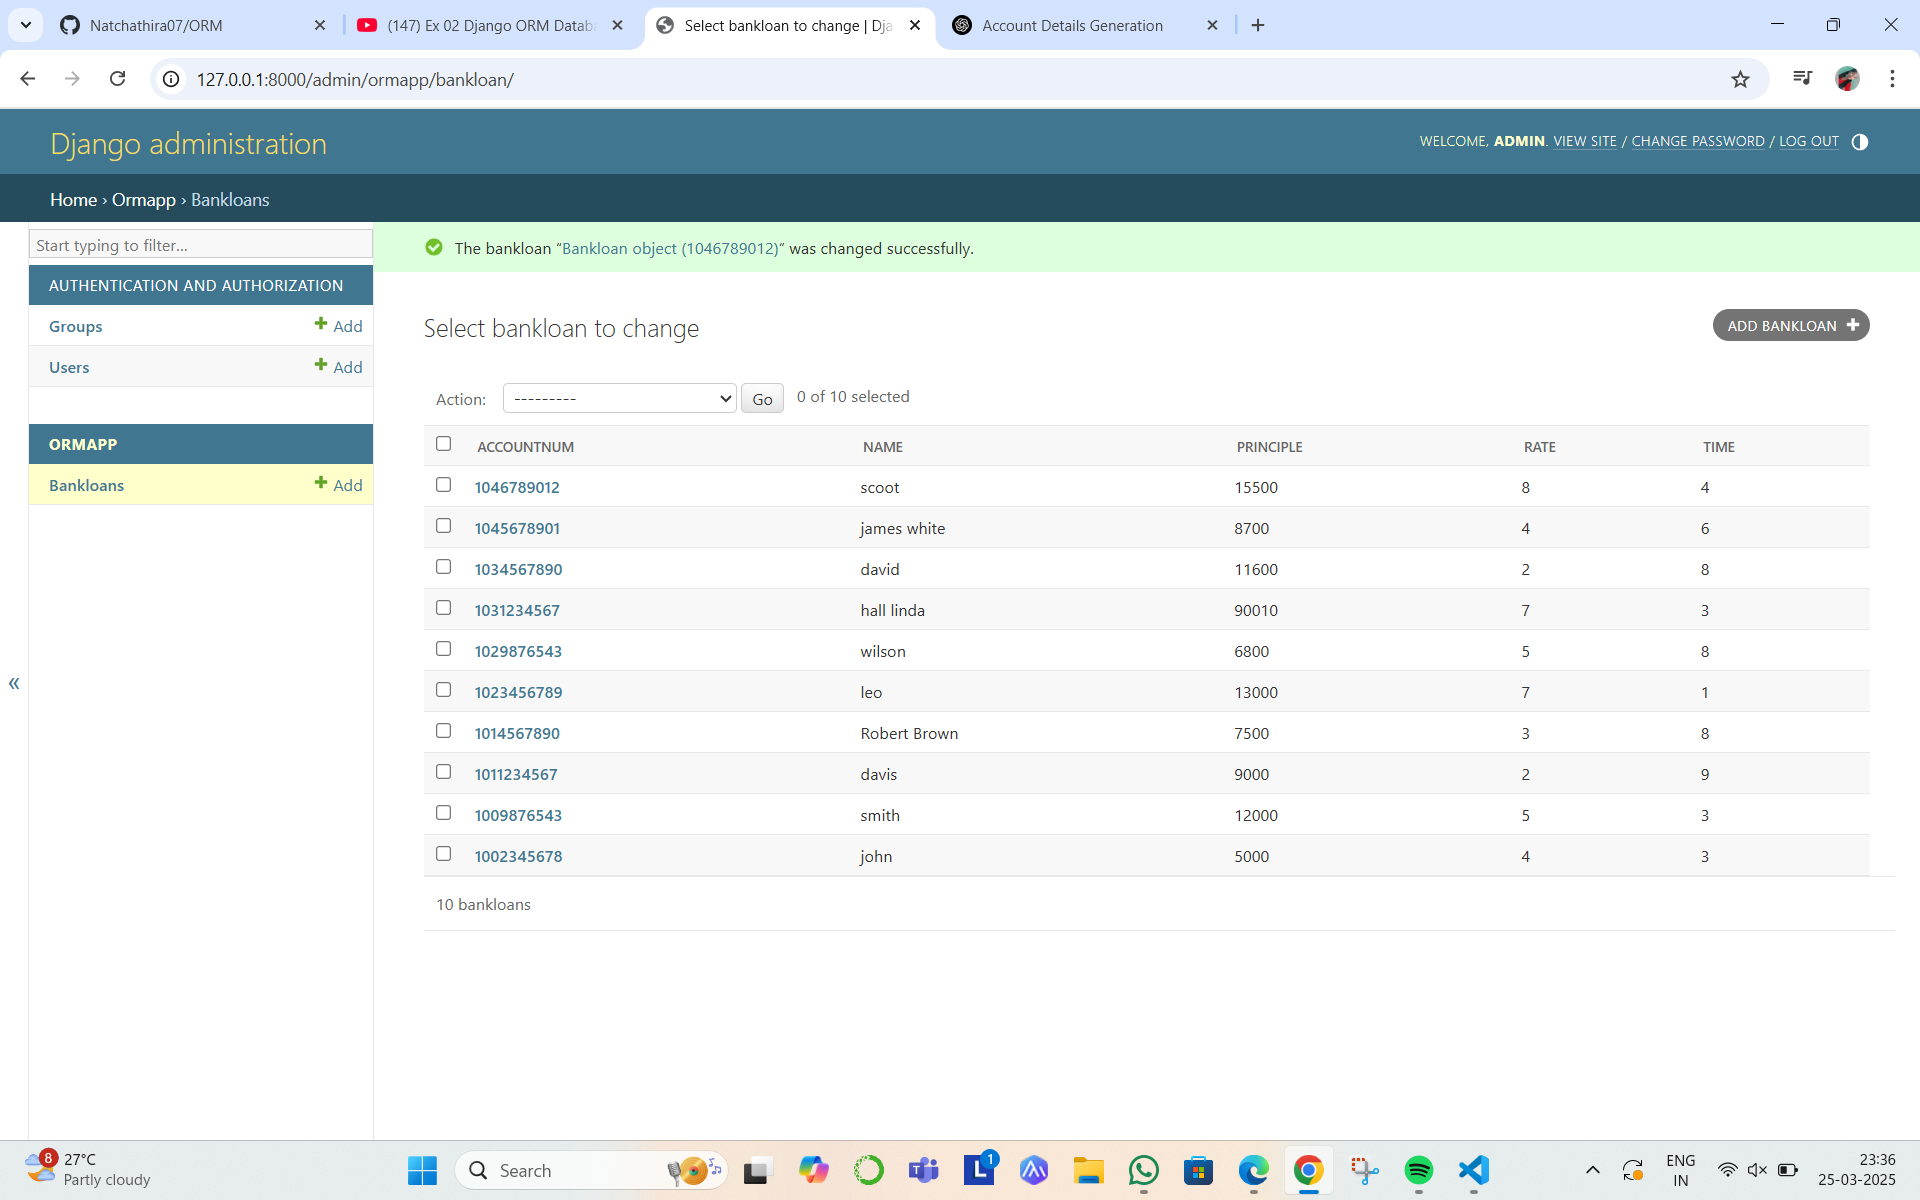 Natchathira07/ORM
(147) Ex 02 Django ORM Datab
Select bankloan to change | Dja
Account Details Generation
127.0.0.1:8000/admin/ormapp/bankloan/
Django administration
WELCOME, ADMIN. VIEW SITE / CHANGE PASSWORD / LOG OUT
Home › Ormapp › Bankloans
Start typing to filter...
AUTHENTICATION AND AUTHORIZATION
Groups + Add
Users + Add
ORMAPP
Bankloans + Add
«
The bankloan “Bankloan object (1046789012)” was changed successfully.
Select bankloan to change
ADD BANKLOAN +
Action: --------- Go 0 of 10 selected
ACCOUNTNUM NAME PRINCIPLE RATE TIME
1046789012 scoot 15500 8 4
1045678901 james white 8700 4 6
1034567890 david 11600 2 8
1031234567 hall linda 90010 7 3
1029876543 wilson 6800 5 8
1023456789 leo 13000 7 1
1014567890 Robert Brown 7500 3 8
1011234567 davis 9000 2 9
1009876543 smith 12000 5 3
1002345678 john 5000 4 3
10 bankloans
8
27°C
Partly cloudy
Search
T
L
1
ENG
IN
23:36
25-03-2025